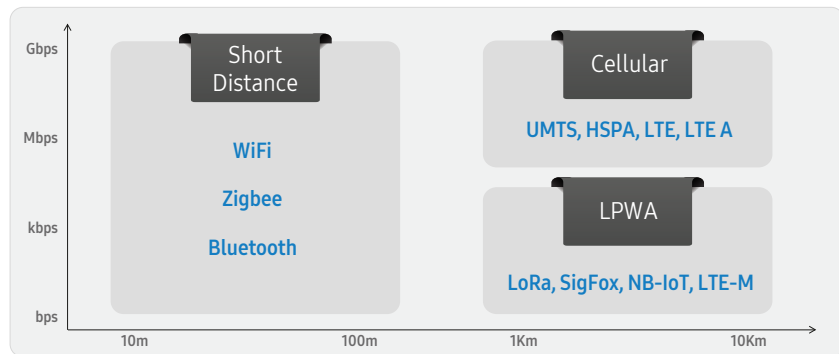 Gbps
Mbps
kbps
bps
Short
Distance
WiFi
Zigbee
Bluetooth
Cellular
UMTS, HSPA, LTE, LTE A
LPWA
LoRa, SigFox, NB-IoT, LTE-M
10m
100m
1Km
10Km